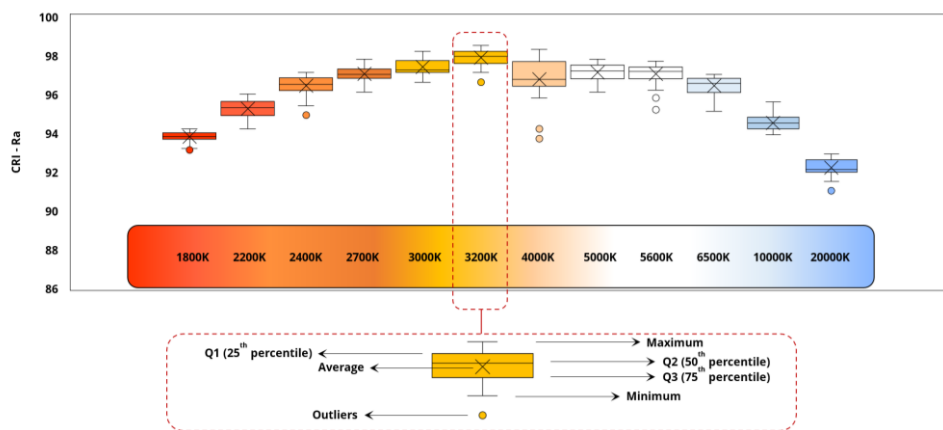 100
98
96
94
92
90
88
86
CRI - Ra
1800K 2200K 2400K 2700K 3000K 3200K 4000K 5000K 5600K 6500K 10000K 20000K
Maximum
Q1 (25th percentile)
Q2 (50th percentile)
Average
Q3 (75th percentile)
Minimum
Outliers